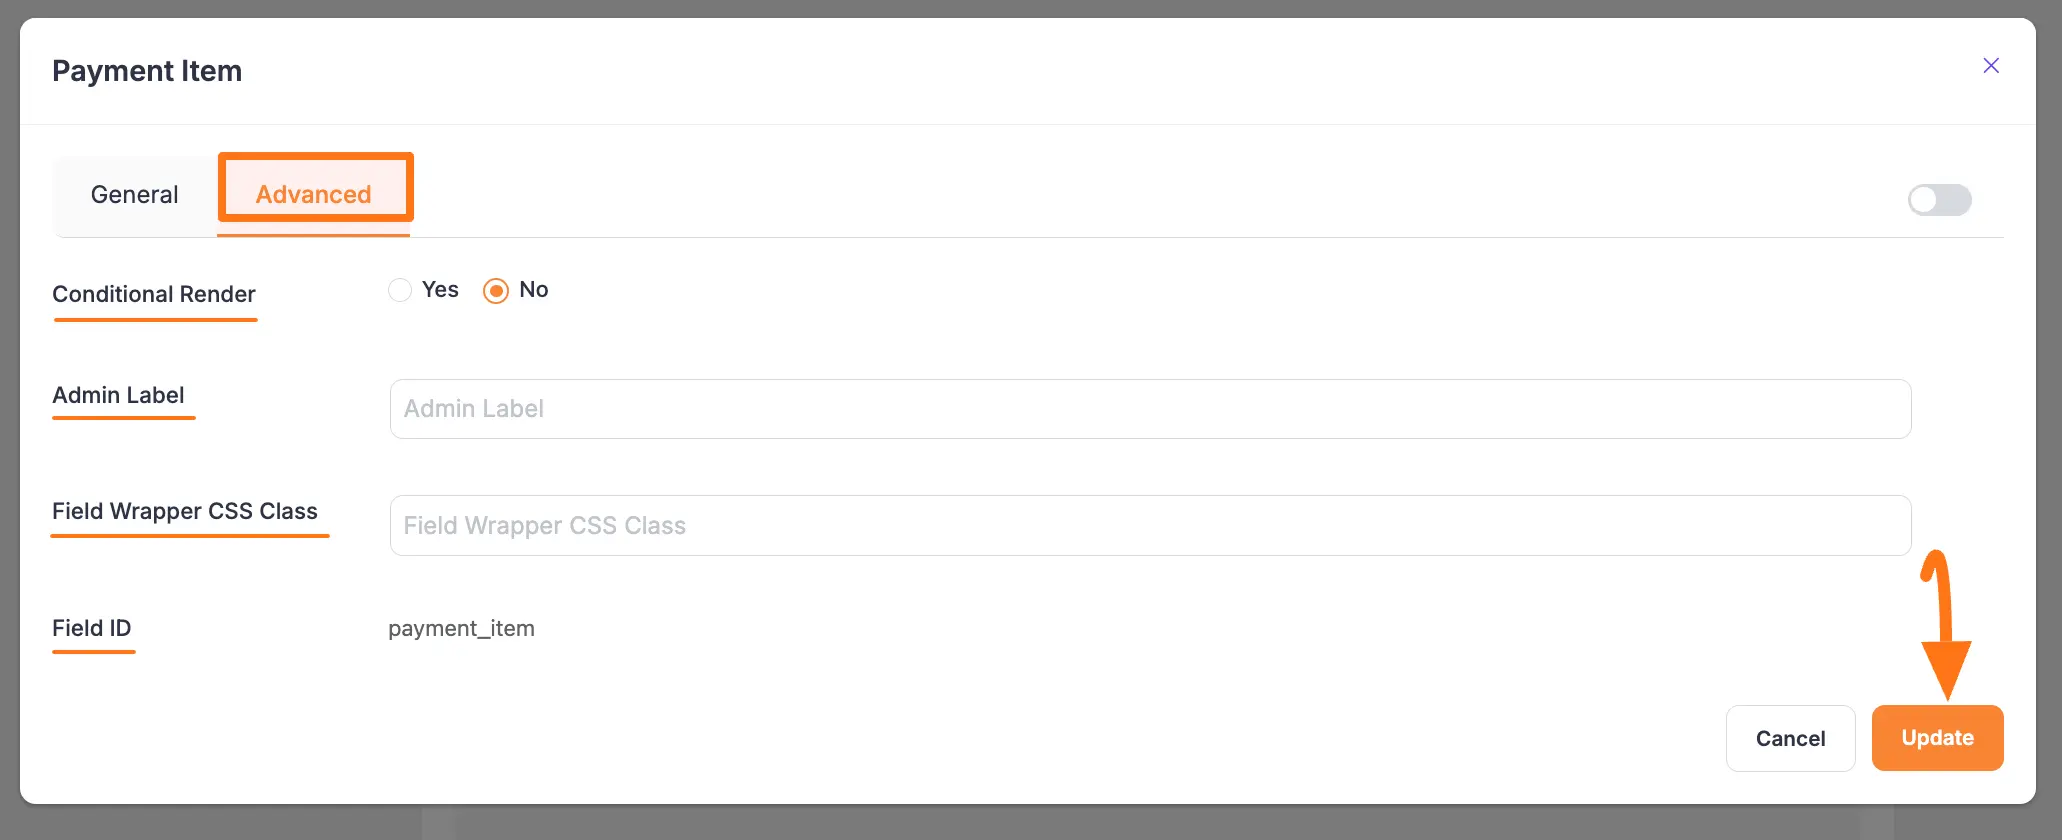 Payment Item
General Advanced
Conditional Render Yes No
Admin Label Admin Label
Field Wrapper CSS Class Field Wrapper CSS Class
Field ID payment_item
Cancel Update